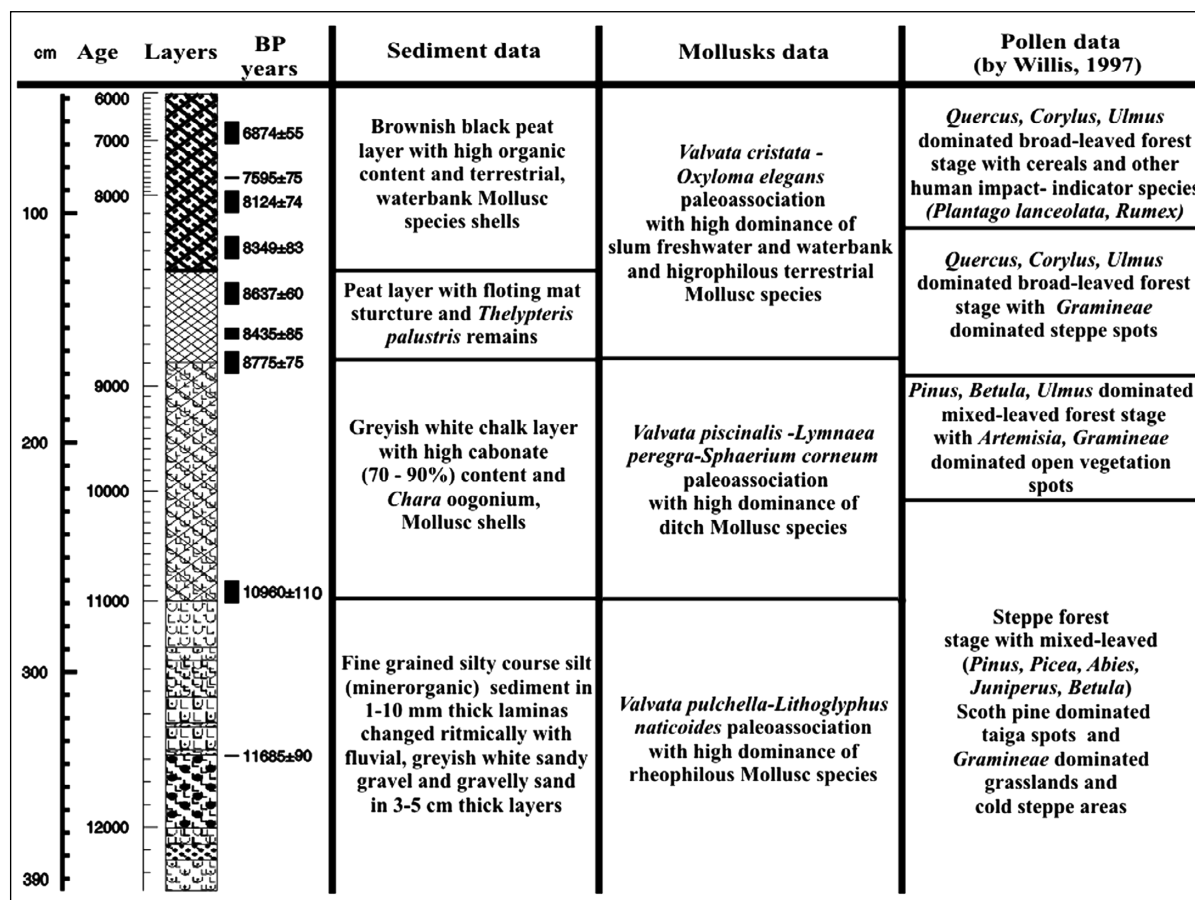 cm
Age
Layers
BP
years
Sediment data
Mollusks data
Pollen data
(by Willis, 1997)
100
200
300
390
6000
7000
8000
9000
10000
11000
12000
6874±55
7595±75
8124±74
8349±83
8637±60
8435±85
8775±75
10960±110
11685±90
Brownish black peat
layer with high organic
content and terrestrial,
waterbank Mollusc
species shells
Peat layer with floting mat
sturcture and Thelypteris
palustris remains
Greyish white chalk layer
with high cabonate
(70 - 90%) content and
Chara oogonium,
Mollusc shells
Fine grained silty course silt
(minerorganic) sediment in
1-10 mm thick laminas
changed ritmically with
fluvial, greyish white sandy
gravel and gravelly sand
in 3-5 cm thick layers
Valvata cristata -
Oxyloma elegans
paleoassociation
with high dominance of
slum freshwater and waterbank
and higrophilous terrestrial
Mollusc species
Valvata piscinalis -Lymnaea
peregra-Sphaerium corneum
paleoassociation
with high dominance of
ditch Mollusc species
Valvata pulchella-Lithoglyphus
naticoides paleoassociation
with high dominance of
rheophilous Mollusc species
Quercus, Corylus, Ulmus
dominated broad-leaved forest
stage with cereals and other
human impact- indicator species
(Plantago lanceolata, Rumex)
Quercus, Corylus, Ulmus
dominated broad-leaved forest
stage with Gramineae
dominated steppe spots
Pinus, Betula, Ulmus dominated
mixed-leaved forest stage
with Artemisia, Gramineae
dominated open vegetation
spots
Steppe forest
stage with mixed-leaved
(Pinus, Picea, Abies,
Juniperus, Betula)
Scoth pine dominated
taiga spots and
Gramineae dominated
grasslands and
cold steppe areas